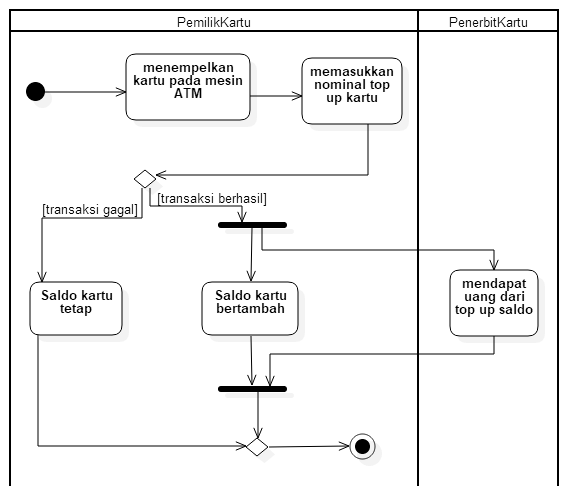 PemilikKartu
PenerbitKartu
menempelkan
kartu pada mesin
ATM
memasukkan
nominal top
up kartu
[transaksi gagal]
[transaksi berhasil]
Saldo kartu
tetap
Saldo kartu
bertambah
mendapat
uang dari
top up saldo